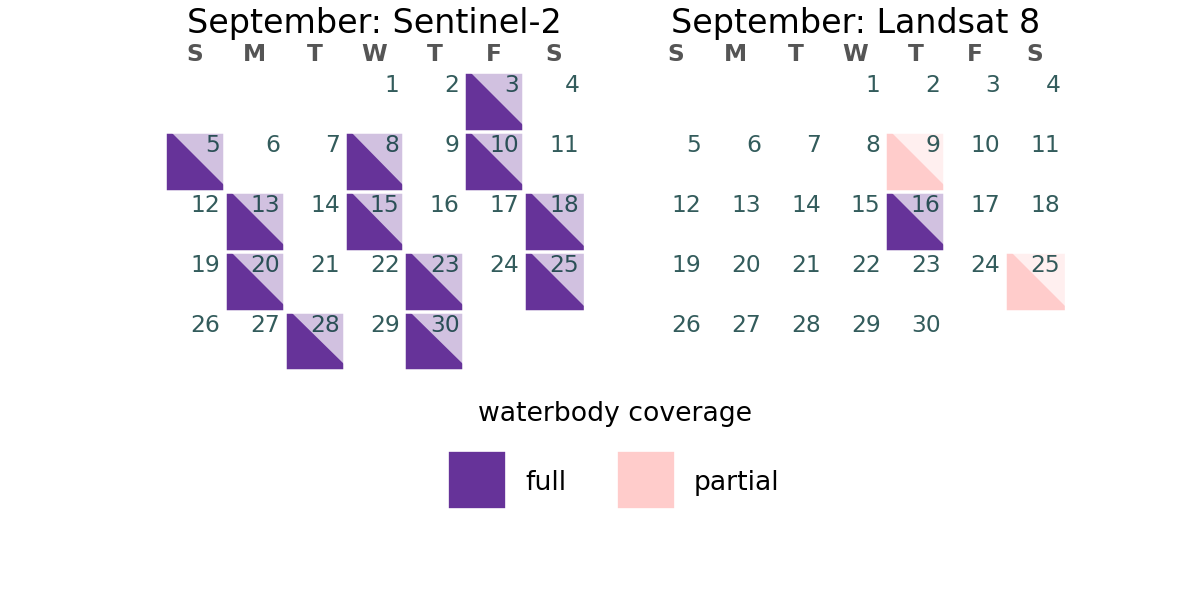 September: Sentinel-2
S M T W T F S
1 2 3 4
5 6 7 8 9 10 11
12 13 14 15 16 17 18
19 20 21 22 23 24 25
26 27 28 29 30
September: Landsat 8
S M T W T F S
1 2 3 4
5 6 7 8 9 10 11
12 13 14 15 16 17 18
19 20 21 22 23 24 25
26 27 28 29 30
waterbody coverage
full partial